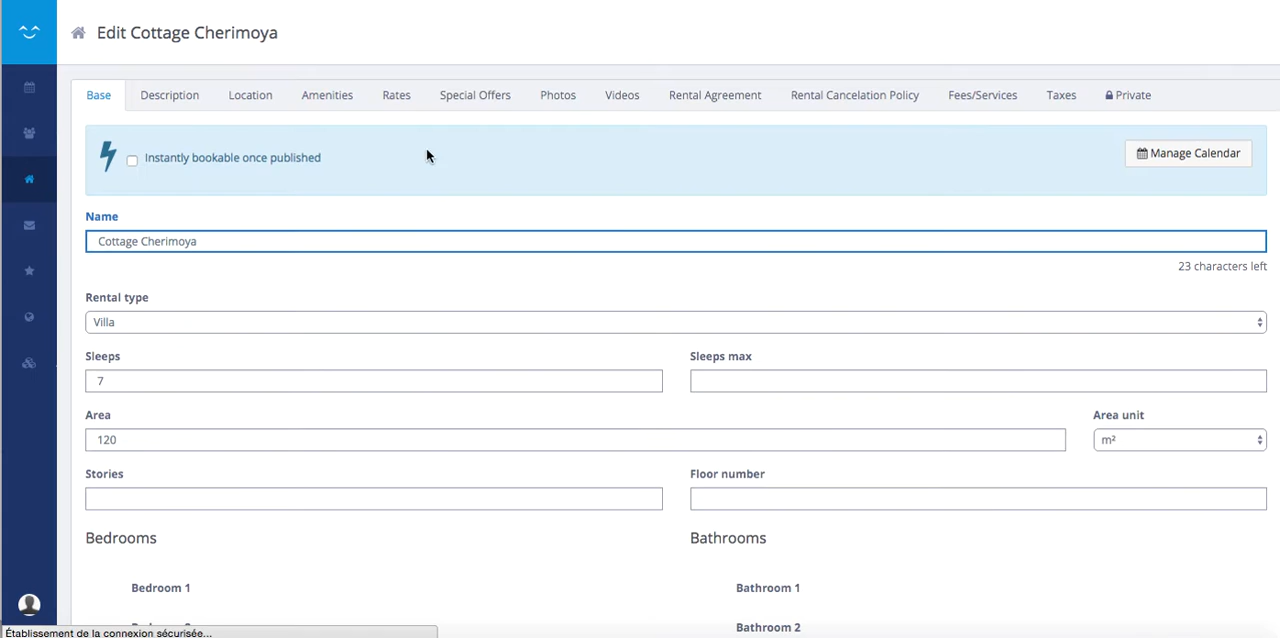 Edit Cottage Cherimoya
Base Description Location Amenities Rates Special Offers Photos Videos Rental Agreement Rental Cancelation Policy Fees/Services Taxes Private
Instantly bookable once published
Manage Calendar
Name
Cottage Cherimoya
23 characters left
Rental type
Villa
Sleeps Sleeps max
7
Area Area unit
120 m²
Stories Floor number
Bedrooms Bathrooms
Bedroom 1 Bathroom 1
Bathroom 2
Établissement de la connexion sécurisée...